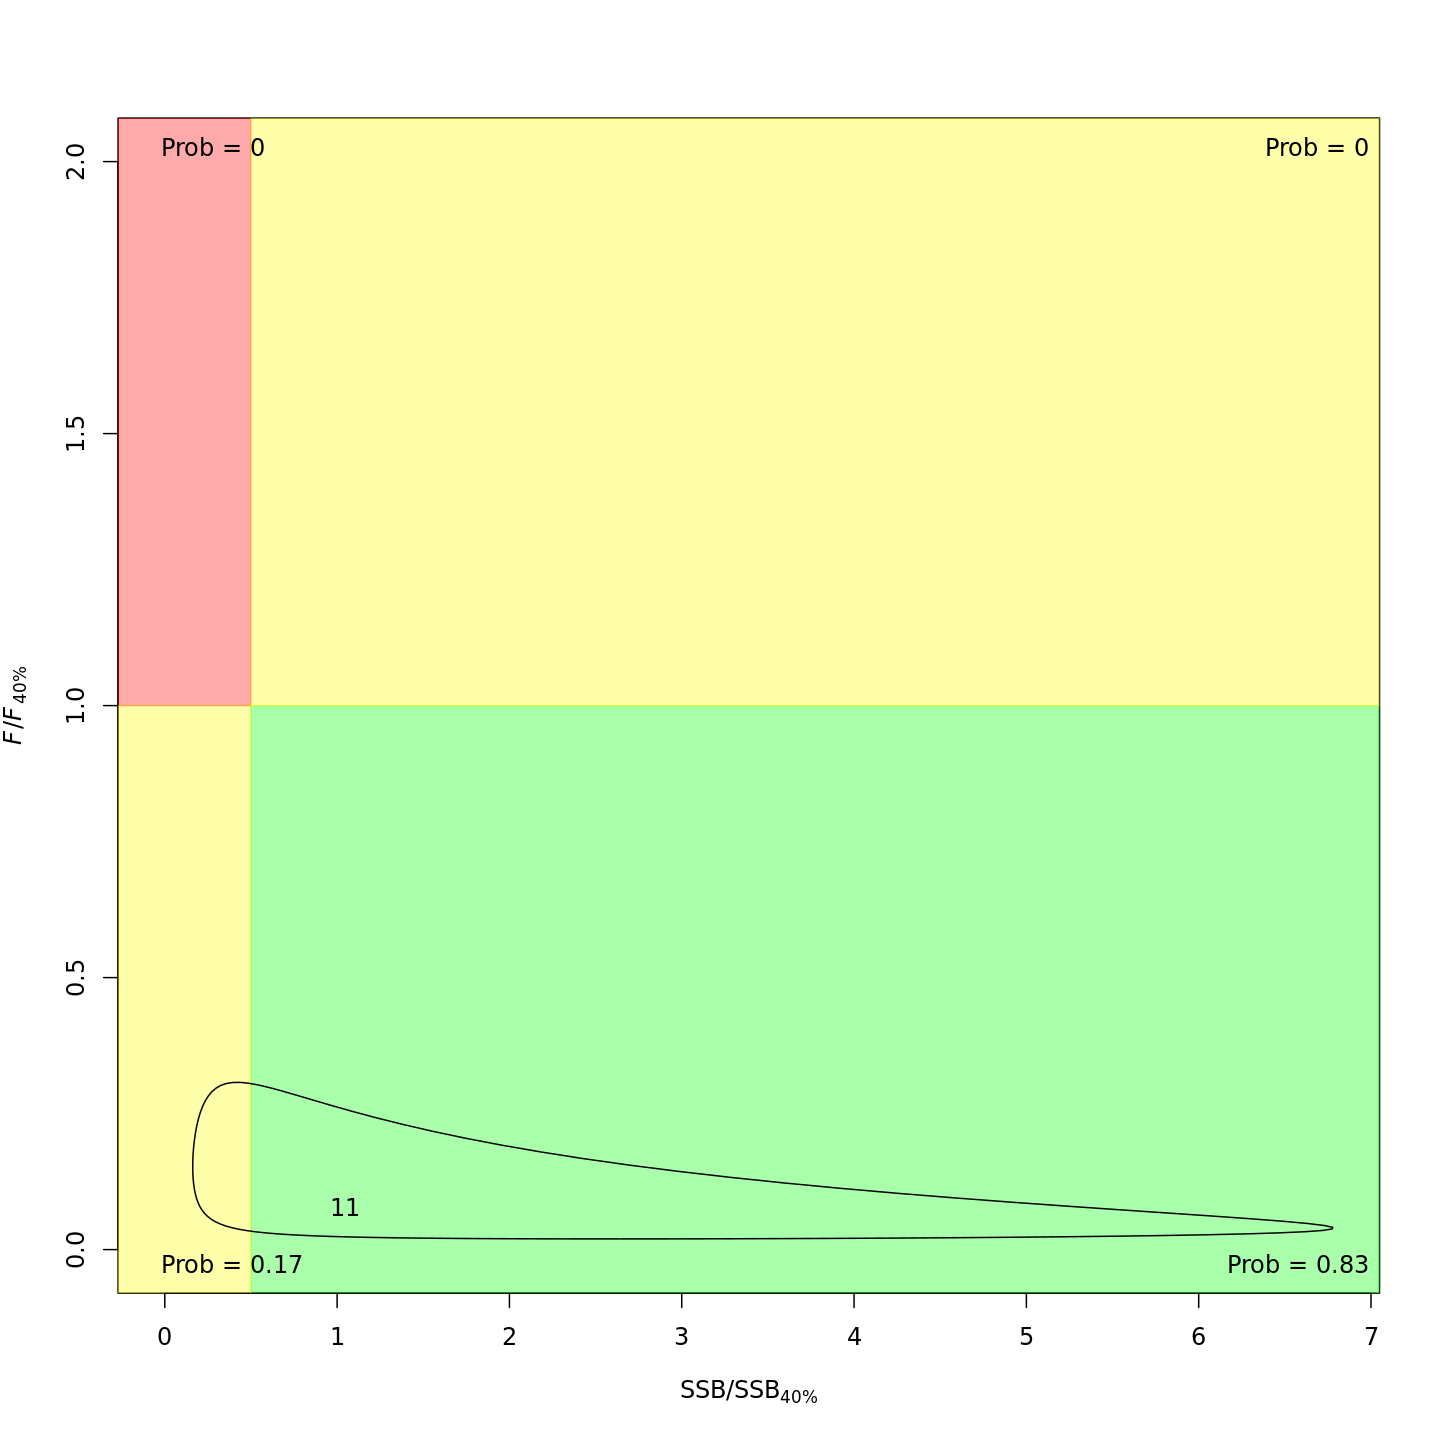 Prob = 0
Prob = 0
2.0
1.5
1.0
0.5
0.0
F/F40%
11
Prob = 0.17
Prob = 0.83
0 1 2 3 4 5 6 7
SSB/SSB40%